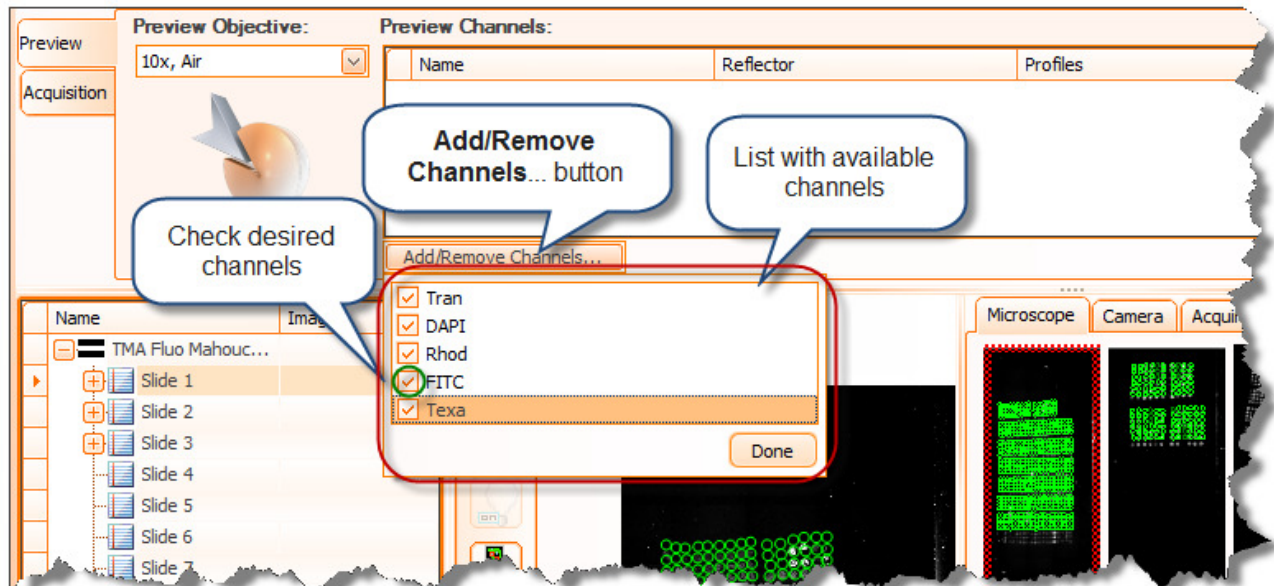 Preview
Acquisition
Preview Objective:
10x, Air
Preview Channels:
Name
Reflector
Profiles
Add/Remove
Channels... button
List with available
channels
Check desired
channels
Add/Remove Channels...
Tran
DAPI
Rhod
FITC
Texa
Done
Name
TMA Fluo Mahouc...
Slide 1
Slide 2
Slide 3
Slide 4
Slide 5
Slide 6
Slide 7
Microscope
Camera